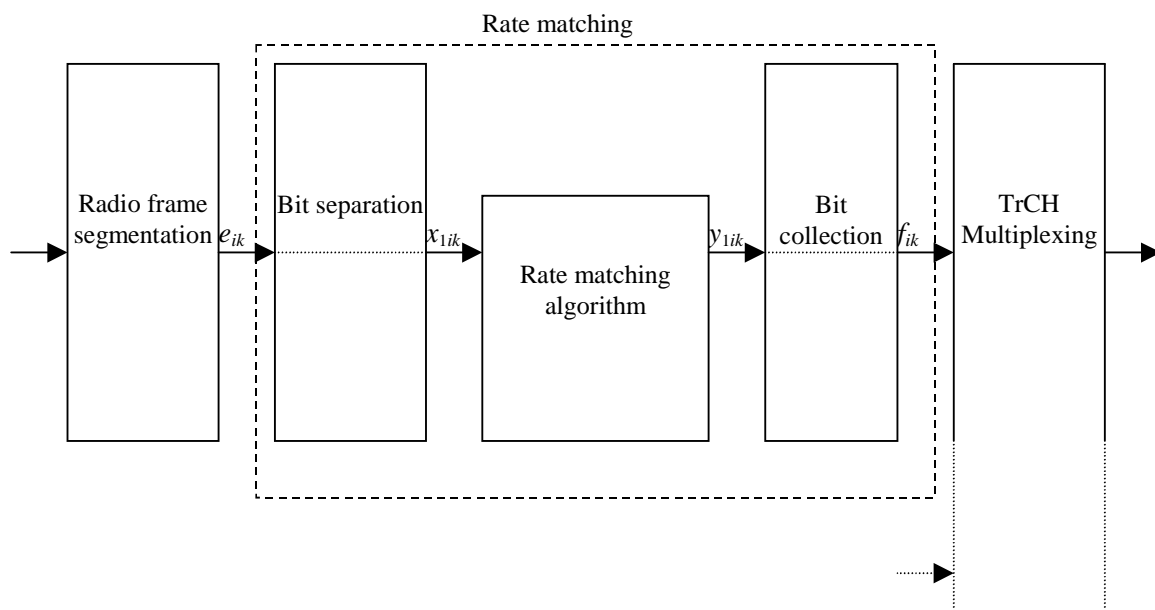 Rate matching
Radio frame
segmentation
e_ik
Bit separation
x_1ik
Rate matching
algorithm
y_1ik
Bit
collection
f_ik
TrCH
Multiplexing